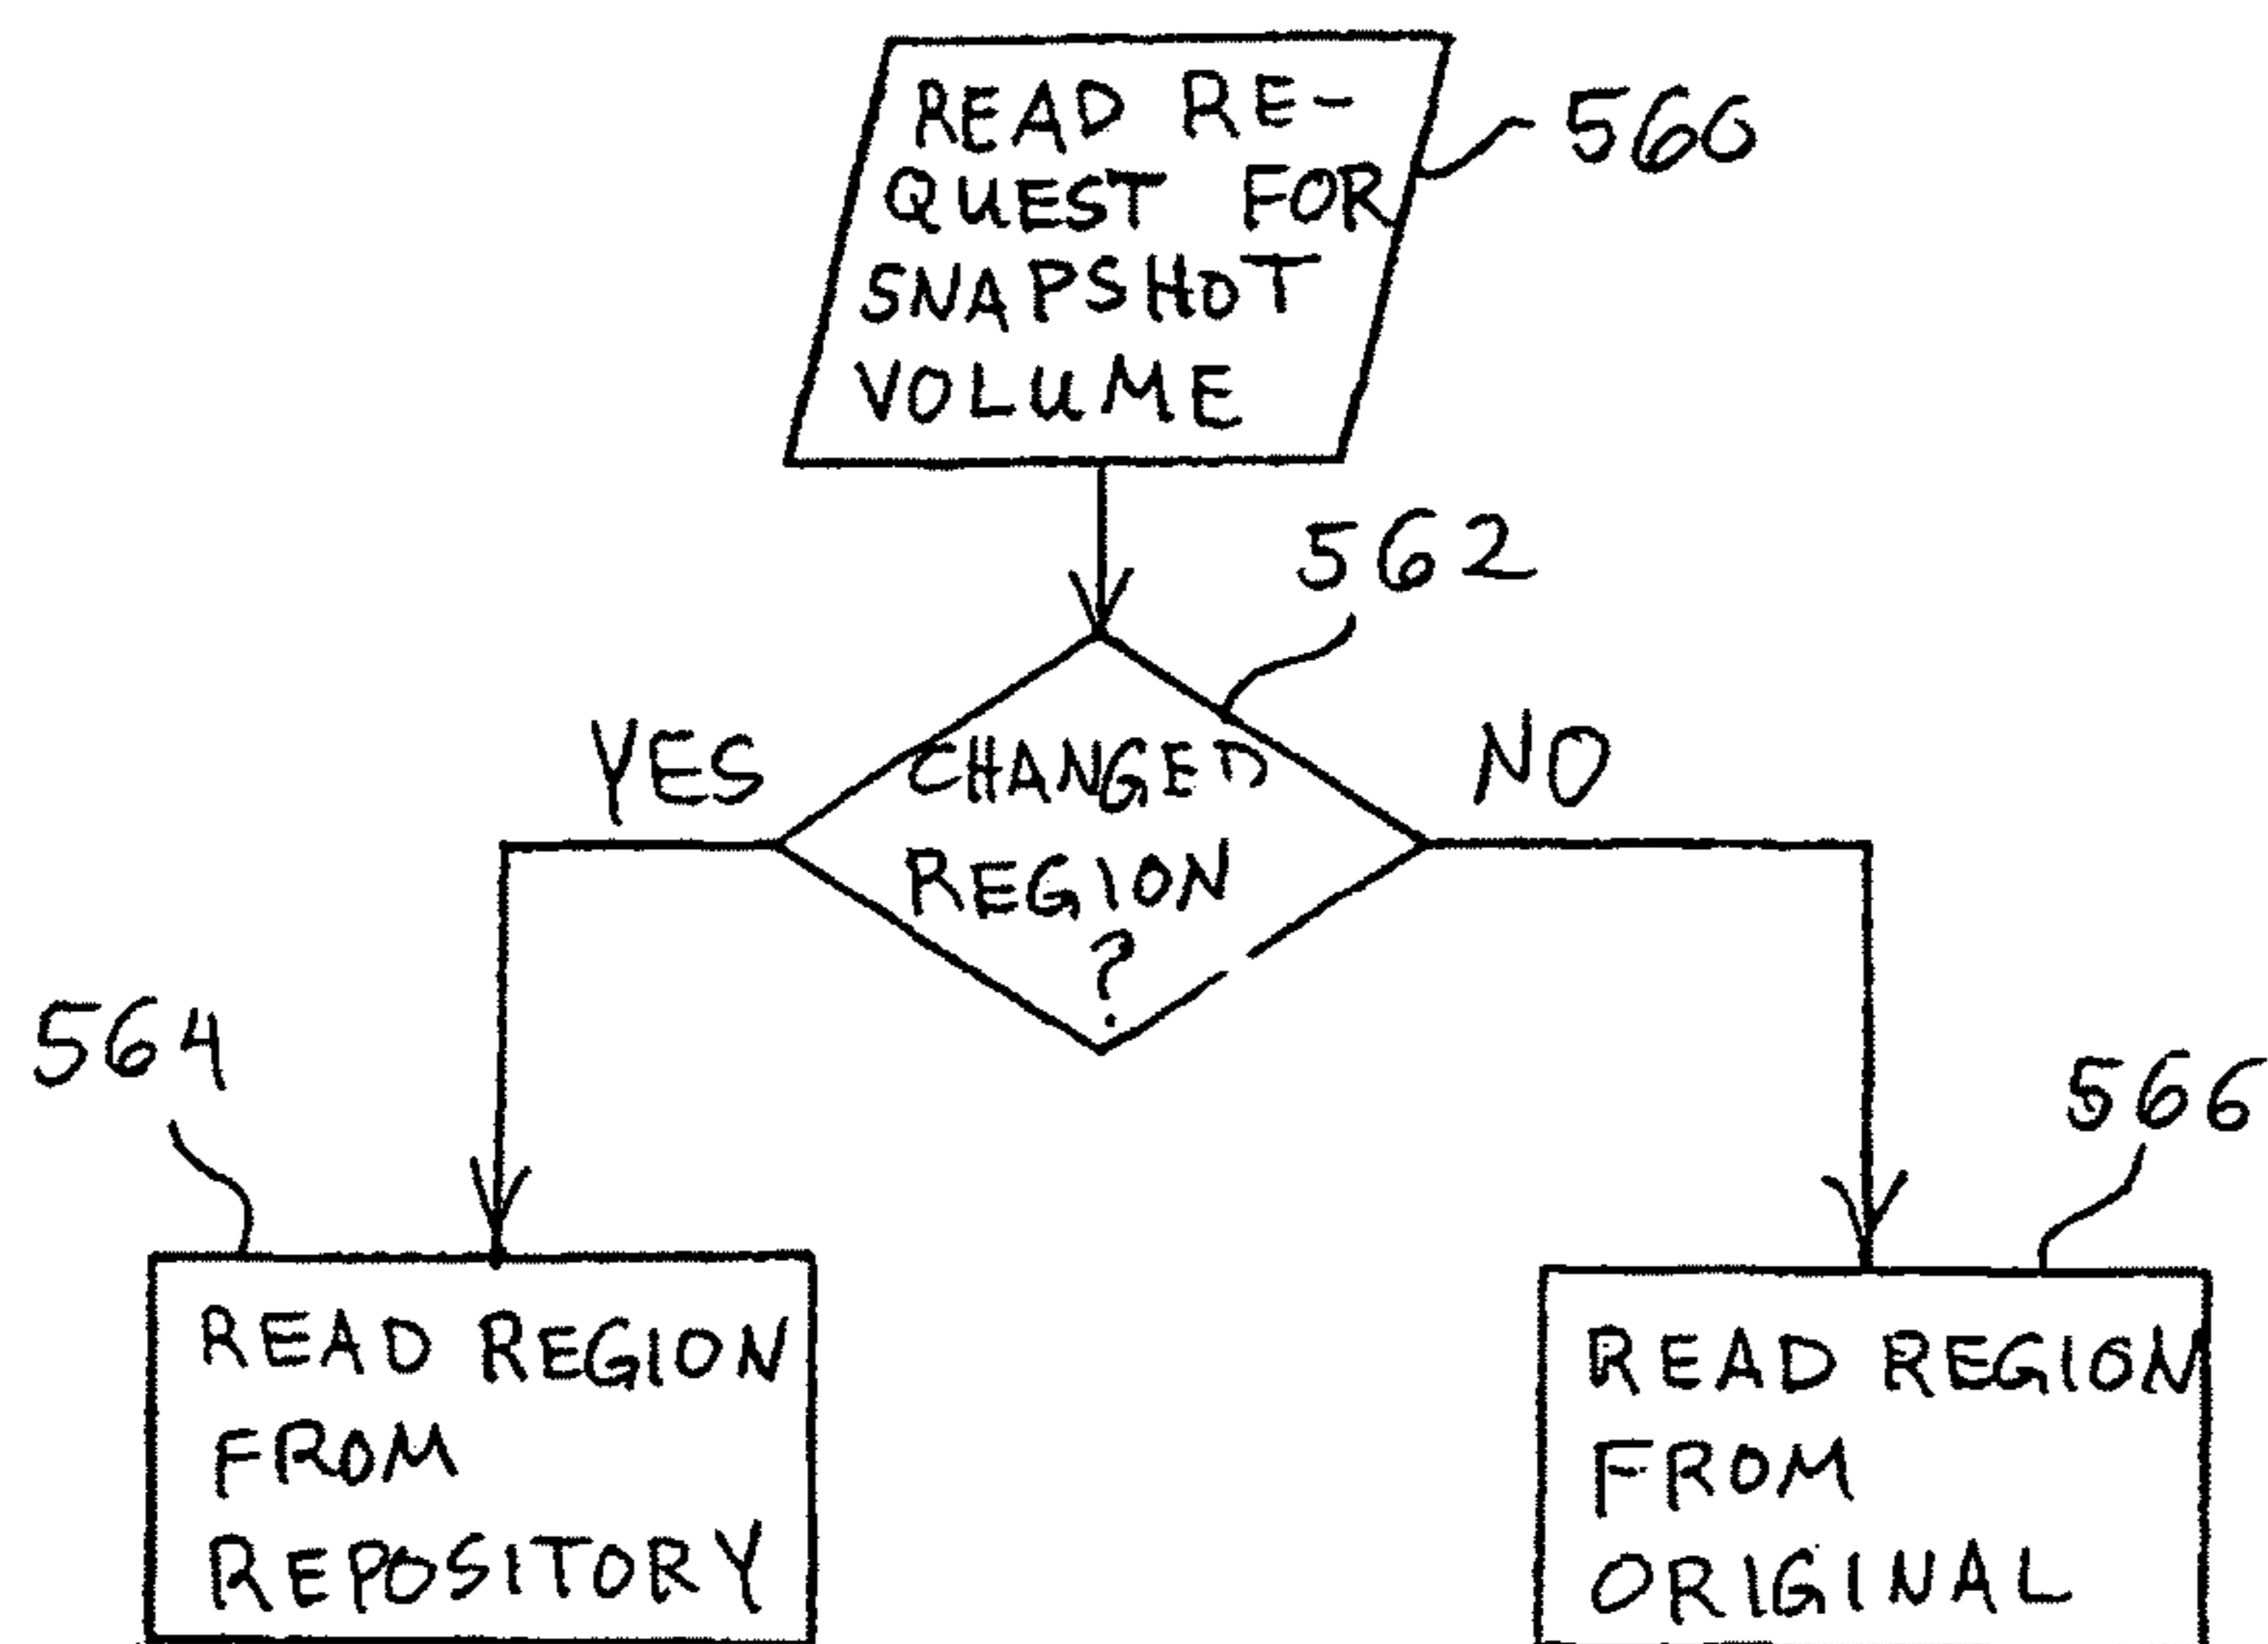 READ RE-
QUEST FOR
SNAPSHOT
VOLUME
560
562
YES
CHANGED
REGION
?
NO
564
566
READ REGION
FROM
REPOSITORY
READ REGION
FROM
ORIGINAL